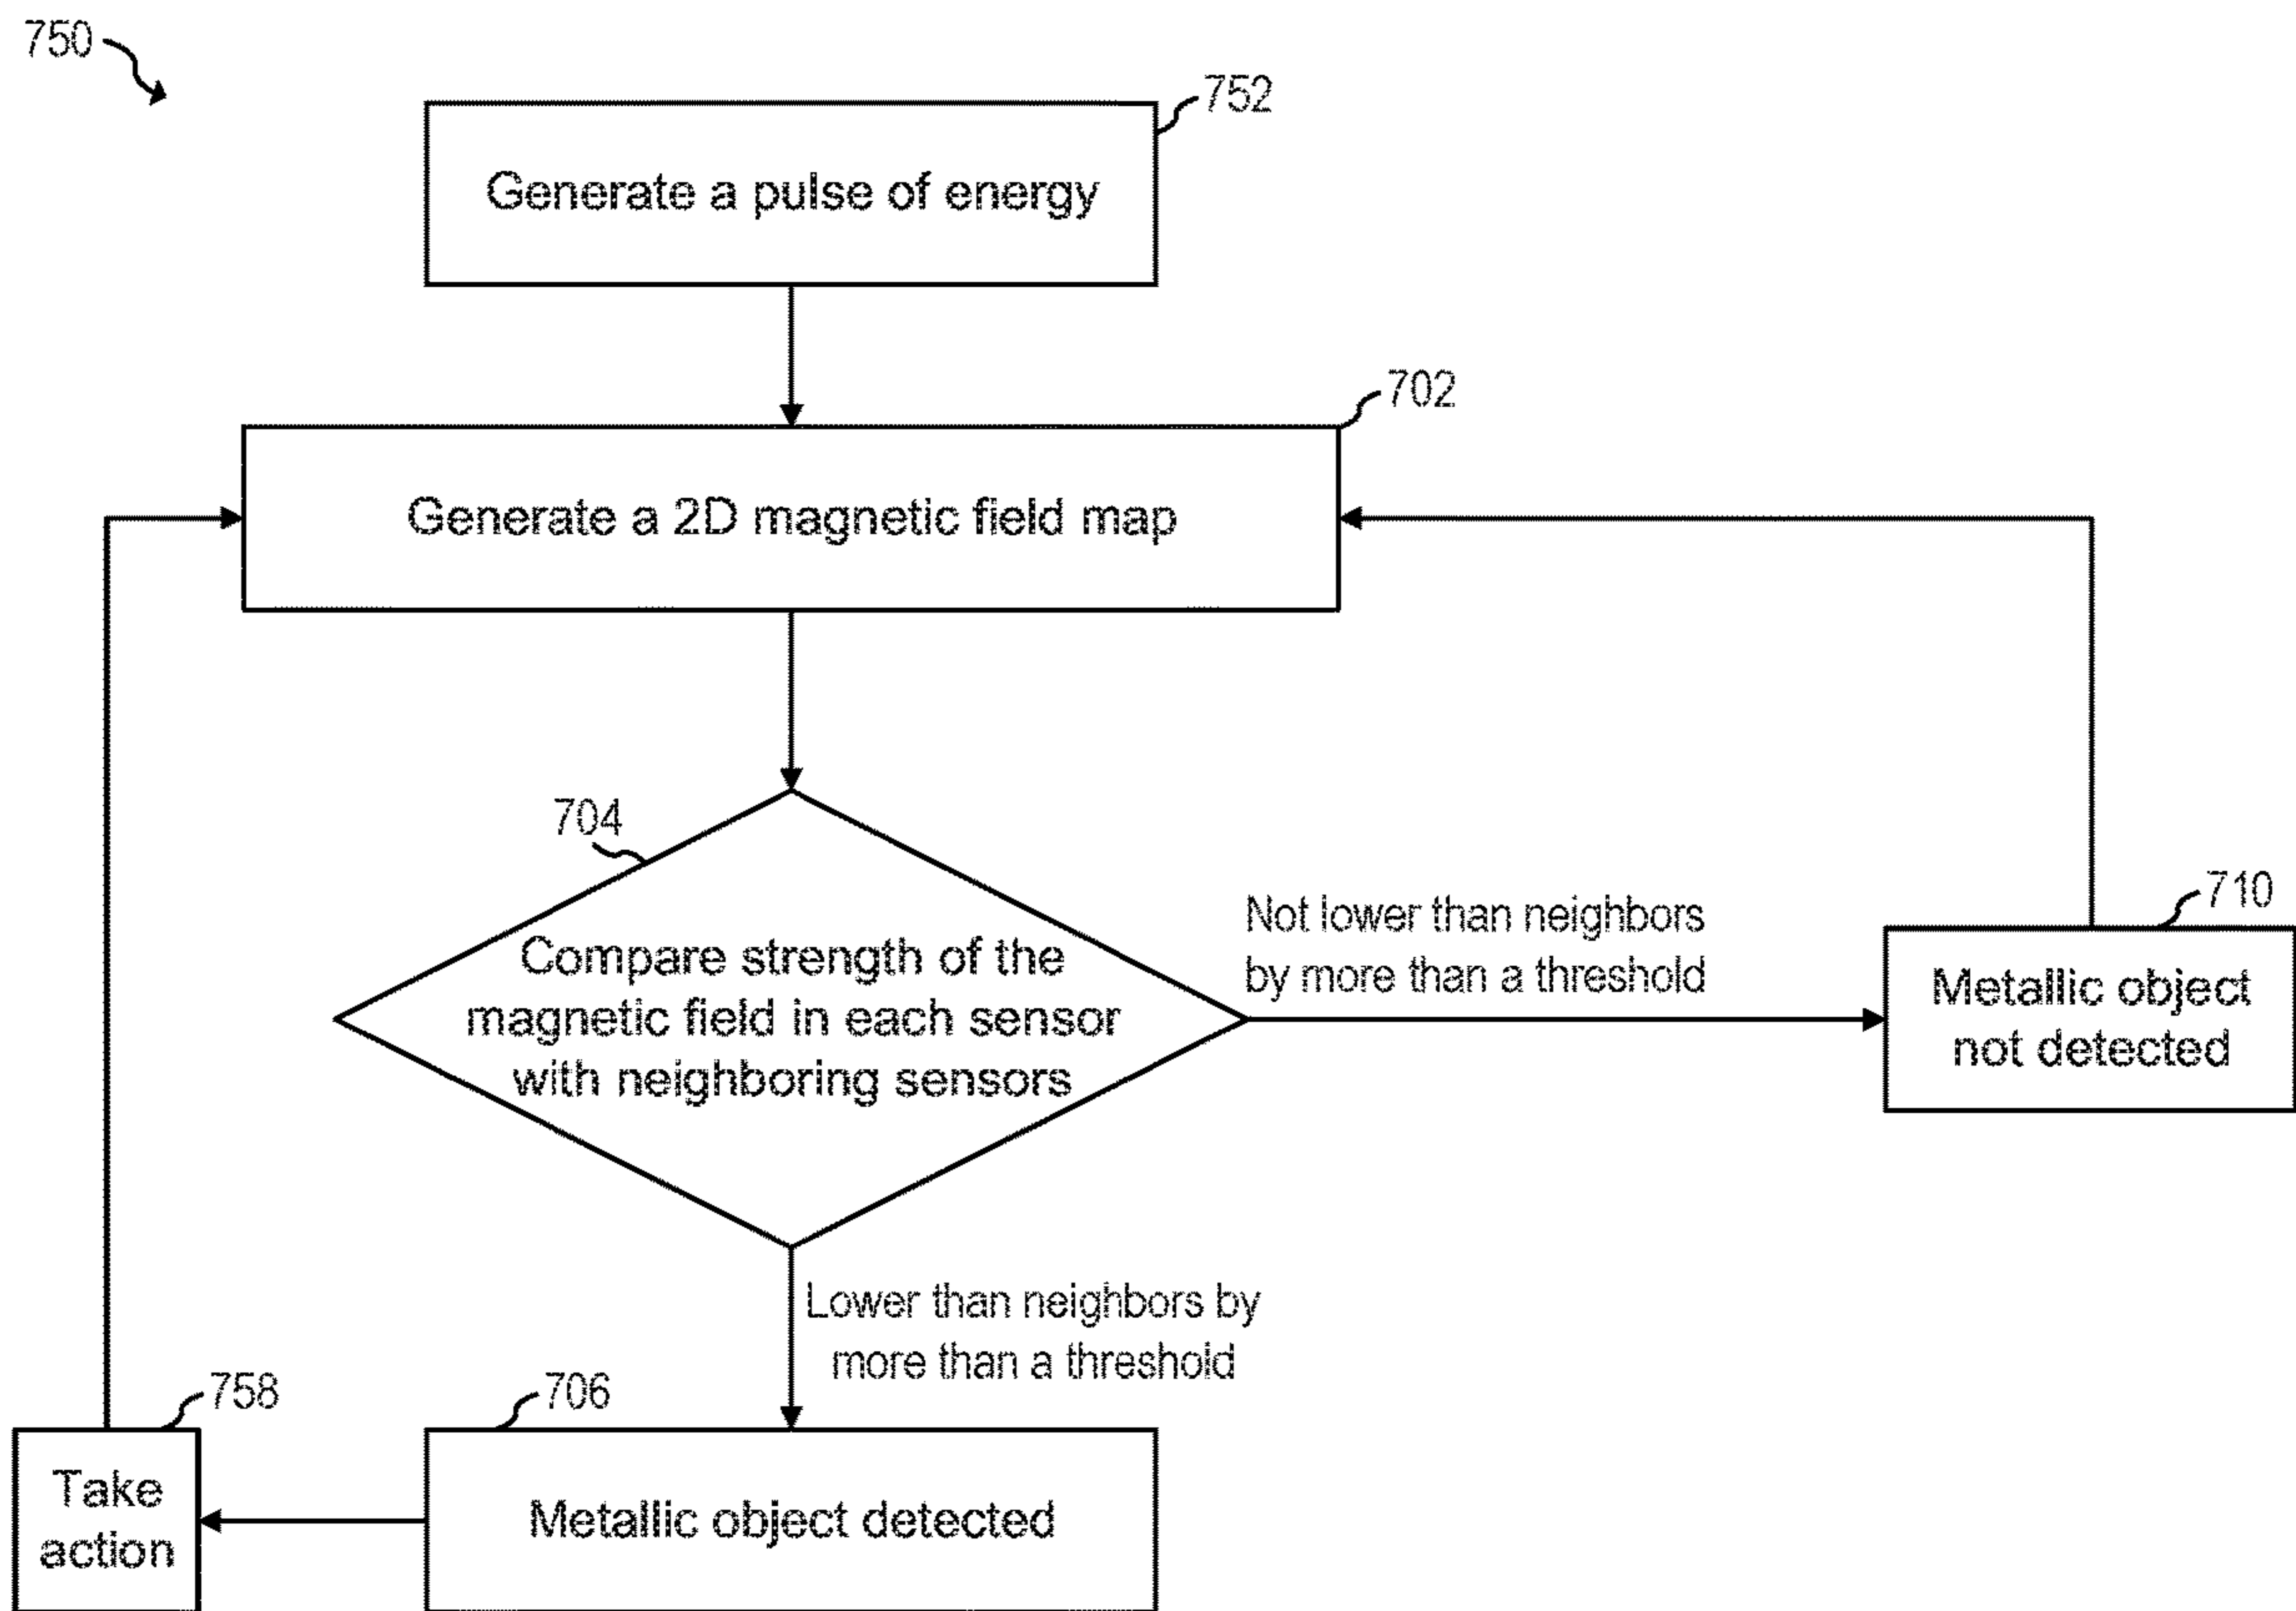 750
752
Generate a pulse of energy
702
Generate a 2D magnetic field map
704
Compare strength of the
magnetic field in each sensor
with neighboring sensors
Not lower than neighbors
by more than a threshold
710
Metallic object
not detected
Lower than neighbors by
more than a threshold
758
Take
action
706
Metallic object detected